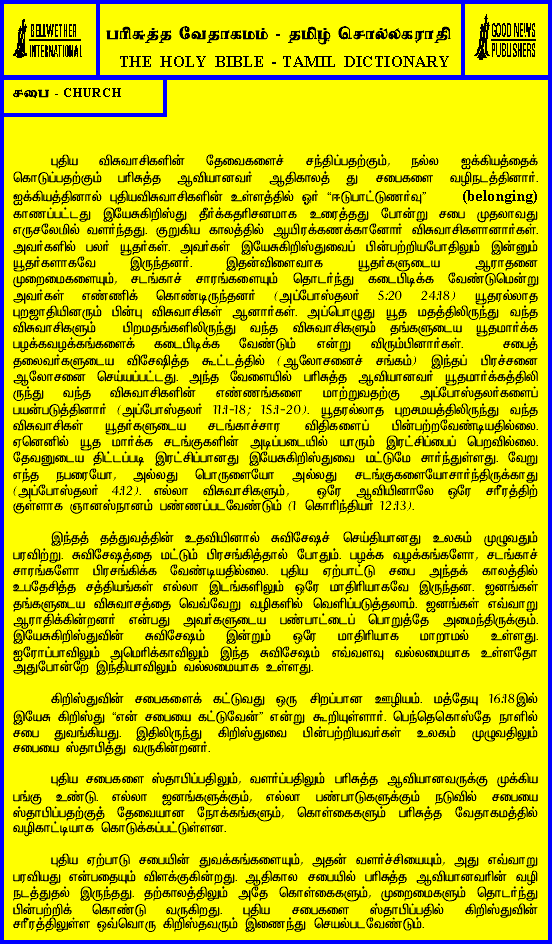 BELLWETHER
INTERNATIONAL
பரிசுத்த வேதாகமம் - தமிழ் சொல்லகராதி
THE HOLY BIBLE - TAMIL DICTIONARY
GOOD NEWS
PUBLISHERS
சபை - CHURCH
புதிய விசுவாசிகளின் தேவைகளைச் சந்திப்பதற்கும், நல்ல ஐக்கியத்தைக்
கொடுப்பதற்கும் பரிசுத்த ஆவியானவர் ஆதிகாலத் து சபைகளை வழிநடத்தினார்.
ஐக்கியத்தினால் புதியவிசுவாசிகளின் உள்ளத்தில் ஓர் “ஈடுபாட்டுணர்வு” (belonging)
காணப்பட்டது இயேசுகிறிஸ்து தீர்க்கதரிசனமாக உரைத்தது போன்று சபை முதலாவது
எருசலேமில் வளர்ந்தது. குறுகிய காலத்தில் ஆயிரக்கணக்கானோர் விசுவாசிகளானார்கள்.
அவர்களில் பலர் யூதர்கள். அவர்கள் இயேசுகிறிஸ்துவைப் பின்பற்றியபோதிலும் இன்னும்
யூதர்களாகவே இருந்தனர். இதன்விளைவாக யூதர்களுடைய ஆராதனை
முறைமைகளையும், சடங்காச் சாரங்களையும் தொடர்ந்து கடைபிடிக்க வேண்டுமென்று
அவர்கள் எண்ணிக் கொண்டிருந்தனர் (அப்போஸ்தலர் 5:20 24:18) யூதரல்லாத
புறஜாதியினரும் பின்பு விசுவாசிகள் ஆனார்கள். அப்பொழுது யூத மதத்திலிருந்து வந்த
விசுவாசிகளும் பிறமதங்களிலிருந்து வந்த விசுவாசிகளும் தங்களுடைய யூதமார்க்க
பழக்கவழக்கங்களைக் கடைபிடிக்க வேண்டும் என்று விரும்பினார்கள். சபைத்
தலைவர்களுடைய விசேஷித்த கூட்டத்தில் (ஆலோசனைச் சங்கம்) இந்தப் பிரச்சனை
ஆலோசனை செய்யப்பட்டது. அந்த வேளையில் பரிசுத்த ஆவியானவர் யூதமார்க்கத்திலி
ருந்து வந்த விசுவாசிகளின் எண்ணங்களை மாற்றுவதற்கு அப்போஸ்தலர்களைப்
பயன்படுத்தினார் (அப்போஸ்தலர் 11:1-18; 15:1-20). யூதரல்லாத புறசமயத்திலிருந்து வந்த
விசுவாசிகள் யூதர்களுடைய சடங்காச்சார விதிகளைப் பின்பற்றவேண்டியதில்லை.
ஏனெனில் யூத மார்க்க சடங்குகளின் அடிப்படையில் யாரும் இரட்சிப்பைப் பெறவில்லை.
தேவனுடைய திட்டப்படி இரட்சிப்பானது இயேசுகிறிஸ்துவை மட்டுமே சார்ந்துள்ளது. வேறு
எந்த நபரையோ, அல்லது பொருளையோ அல்லது சடங்குகளையோசார்ந்திருக்காது
(அப்போஸ்தலர் 4:12). எல்லா விசுவாசிகளும், ஒரே ஆவியினாலே ஒரே சரீரத்திற்
குள்ளாக ஞானஸ்நானம் பண்ணப்படவேண்டும் (1 கொரிந்தியர் 12:13).
இந்தத் தத்துவத்தின் உதவியினால் சுவிசேஷச் செய்தியானது உலகம் முழுவதும்
பரவிற்று. சுவிசேஷத்தை மட்டும் பிரசங்கித்தால் போதும். பழக்க வழக்கங்களோ, சடங்காச்
சாரங்களோ பிரசங்கிக்க வேண்டியதில்லை. புதிய ஏற்பாட்டு சபை அந்தக் காலத்தில்
உபதேசித்த சத்தியங்கள் எல்லா இடங்களிலும் ஒரே மாதிரியாகவே இருந்தன. ஜனங்கள்
தங்களுடைய விசுவாசத்தை வெவ்வேறு வழிகளில் வெளிப்படுத்தலாம். ஜனங்கள் எவ்வாறு
ஆராதிக்கின்றனர் என்பது அவர்களுடைய பண்பாட்டைப் பொறுத்தே அமைந்திருக்கும்.
இயேசுகிறிஸ்துவின் சுவிசேஷம் இன்றும் ஒரே மாதிரியாக மாறாமல் உள்ளது.
ஐரோப்பாவிலும் அமெரிக்காவிலும் இந்த சுவிசேஷம் எவ்வளவு வல்லமையாக உள்ளதோ
அதுபோன்றே இந்தியாவிலும் வல்லமையாக உள்ளது.
கிறிஸ்துவின் சபைகளைக் கட்டுவது ஒரு சிறப்பான ஊழியம். மத்தேயு 16:18இல்
இயேசு கிறிஸ்து “என் சபையை கட்டுவேன்” என்று கூறியுள்ளார். பெந்தெகொஸ்தே நாளில்
சபை துவங்கியது. இதிலிருந்து கிறிஸ்துவை பின்பற்றியவர்கள் உலகம் முழுவதிலும்
சபையை ஸ்தாபித்து வருகின்றனர்.
புதிய சபைகளை ஸ்தாபிப்பதிலும், வளர்ப்பதிலும் பரிசுத்த ஆவியானவருக்கு முக்கிய
பங்கு உண்டு. எல்லா ஜனங்களுக்கும், எல்லா பண்பாடுகளுக்கும் நடுவில் சபையை
ஸ்தாபிப்பதற்குத் தேவையான நோக்கங்களும், கொள்கைகளும் பரிசுத்த வேதாகமத்தில்
வழிகாட்டியாக கொடுக்கப்பட்டுள்ளன.
புதிய ஏற்பாடு சபையின் துவக்கங்களையும், அதன் வளர்ச்சியையும், அது எவ்வாறு
பரவியது என்பதையும் விளக்குகின்றது. ஆதிகால சபையில் பரிசுத்த ஆவியானவரின் வழி
நடத்துதல் இருந்தது. தற்காலத்திலும் அதே கொள்கைகளும், முறைமைகளும் தொடர்ந்து
பின்பற்றிக் கொண்டு வருகிறது. புதிய சபைகளை ஸ்தாபிப்பதில் கிறிஸ்துவின்
சரீரத்திலுள்ள ஒவ்வொரு கிறிஸ்தவரும் இணைந்து செயல்படவேண்டும்.